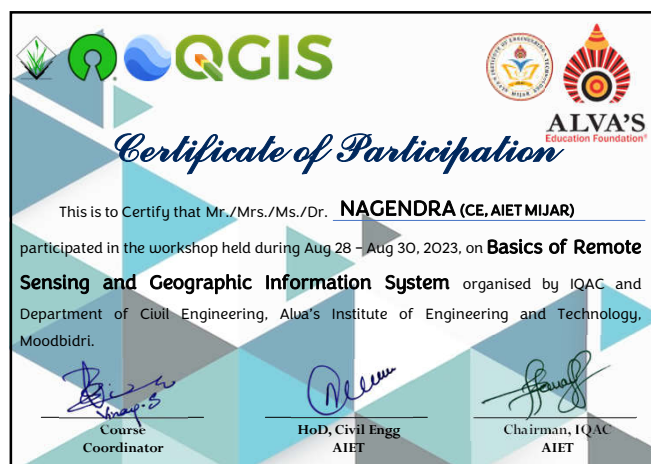 QGIS
ALVA'S
Education Foundation®
Certificate of Participation
This is to Certify that Mr./Mrs./Ms./Dr. NAGENDRA (CE, AIET MIJAR)
participated in the workshop held during Aug 28 – Aug 30, 2023, on Basics of Remote
Sensing and Geographic Information System organised by IQAC and
Department of Civil Engineering, Alva's Institute of Engineering and Technology,
Moodbidri.
Vinay.S
Course
Coordinator
HoD, Civil Engg
AIET
Chairman, IQAC
AIET